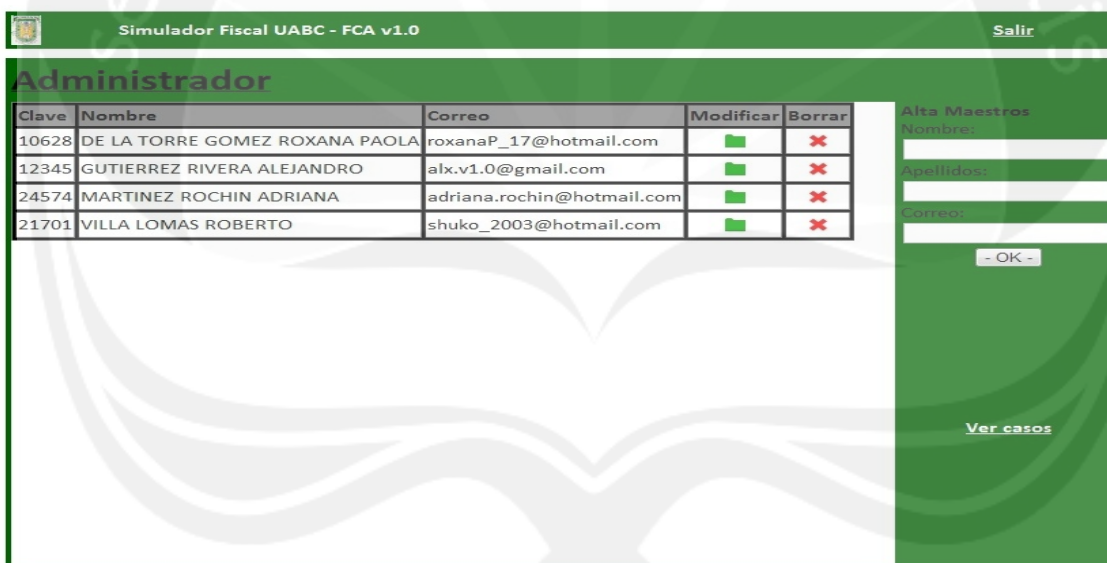 Simulador Fiscal UABC - FCA v1.0
Salir
Administrador
Clave Nombre Correo Modificar Borrar
10628 DE LA TORRE GOMEZ ROXANA PAOLA roxanaP_17@hotmail.com
12345 GUTIERREZ RIVERA ALEJANDRO alx.v1.0@gmail.com
24574 MARTINEZ ROCHIN ADRIANA adriana.rochin@hotmail.com
21701 VILLA LOMAS ROBERTO shuko_2003@hotmail.com
Alta Maestros
Nombre:
Apellidos:
Correo:
- OK -
Ver casos